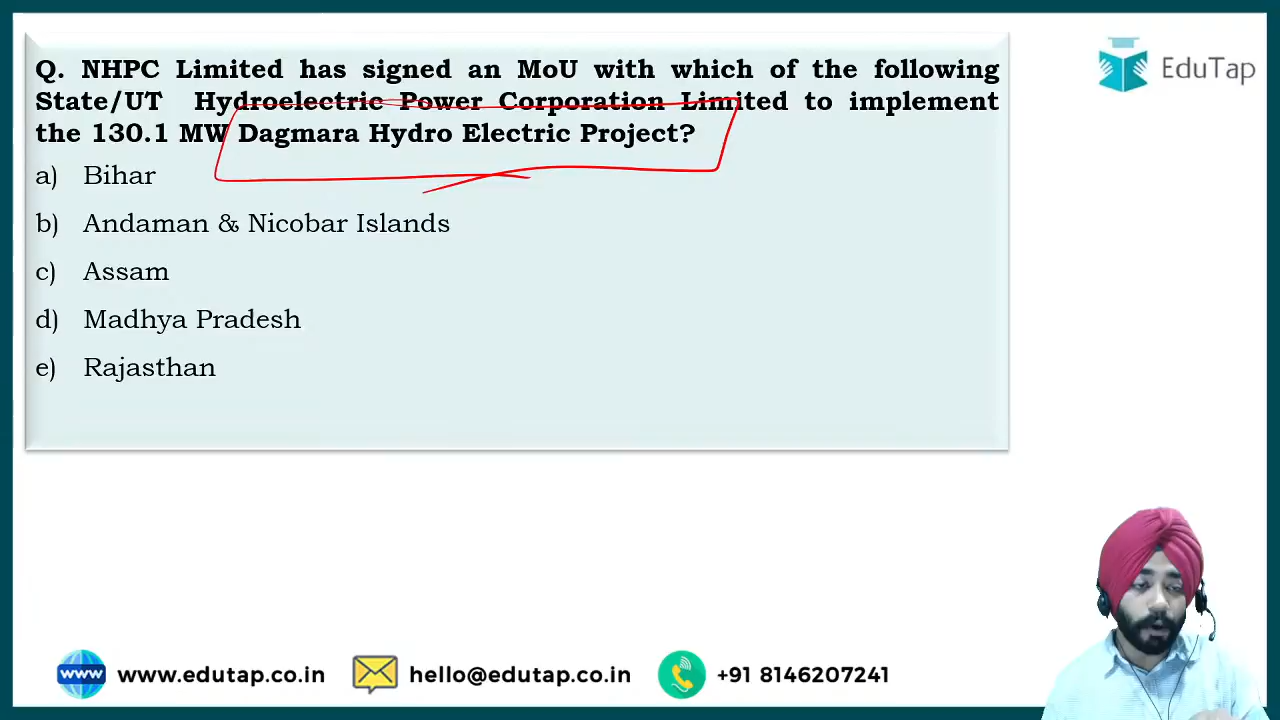 Q. NHPC Limited has signed an MoU with which of the following
State/UT Hydroelectric Power Corporation Limited to implement
the 130.1 MW Dagmara Hydro Electric Project?
a) Bihar
b) Andaman & Nicobar Islands
c) Assam
d) Madhya Pradesh
e) Rajasthan
EduTap
www www.edutap.co.in hello@edutap.co.in +91 8146207241